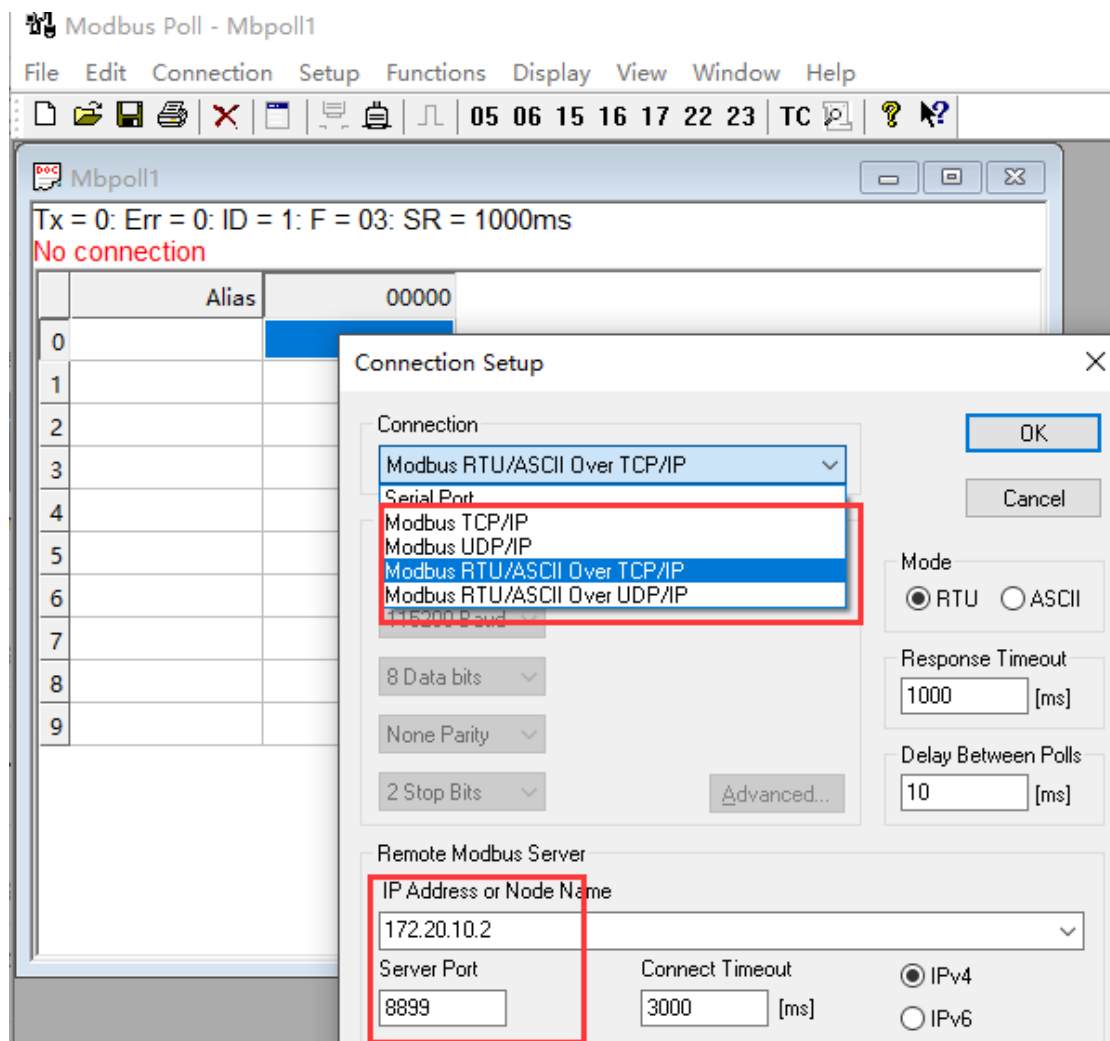 Modbus Poll - Mbpoll1
File Edit Connection Setup Functions Display View Window Help
05 06 15 16 17 22 23 TC
Mbpoll1
Tx = 0: Err = 0: ID = 1: F = 03: SR = 1000ms
No connection
Alias 00000
0
1
2
3
4
5
6
7
8
9
Connection Setup
Connection
Modbus RTU/ASCII Over TCP/IP
Serial Port
Modbus TCP/IP
Modbus UDP/IP
Modbus RTU/ASCII Over TCP/IP
Modbus RTU/ASCII Over UDP/IP
115200 Baud
8 Data bits
None Parity
2 Stop Bits
Advanced...
OK
Cancel
Mode
RTU ASCII
Response Timeout
1000 [ms]
Delay Between Polls
10 [ms]
Remote Modbus Server
IP Address or Node Name
172.20.10.2
Server Port Connect Timeout IPv4
8899 3000 [ms] IPv6